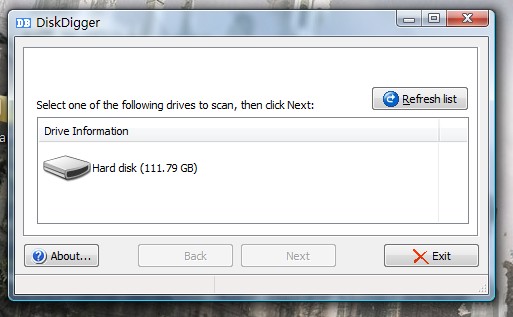 DD DiskDigger
Select one of the following drives to scan, then click Next:
Refresh list
Drive Information
Hard disk (111.79 GB)
About...
Back
Next
Exit
a